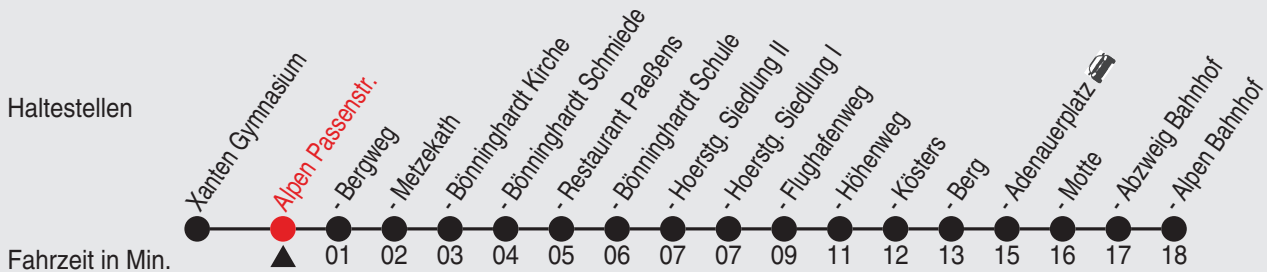 Haltestellen
Xanten Gymnasium
Alpen Passenstr.
- Bergweg
- Metzekath
- Bönninghardt Kirche
- Bönninghardt Schmiede
- Restaurant Paeßens
- Bönninghardt Schule
- Hoerstg. Siedlung II
- Hoerstg. Siedlung I
- Flughafenweg
- Höhenweg
- Kösters
- Berg
- Adenauerplatz
- Motte
- Abzweig Bahnhof
- Alpen Bahnhof
Fahrzeit in Min. 01 02 03 04 05 06 07 07 09 11 12 13 15 16 17 18